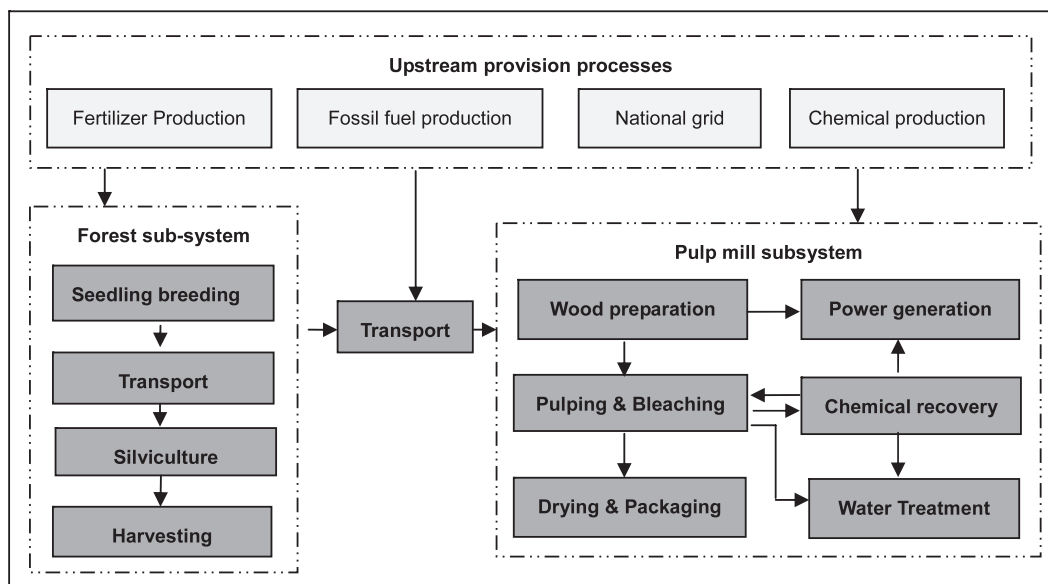 Upstream provision processes
Fertilizer Production
Fossil fuel production
National grid
Chemical production
Forest sub-system
Seedling breeding
Transport
Silviculture
Harvesting
Transport
Pulp mill subsystem
Wood preparation
Power generation
Pulping & Bleaching
Chemical recovery
Drying & Packaging
Water Treatment